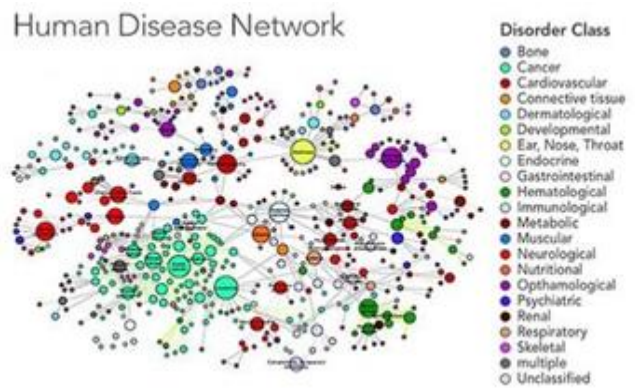 Human Disease Network
Disorder Class
Bone
Cancer
Cardiovascular
Connective tissue
Dermatological
Developmental
Ear, Nose, Throat
Endocrine
Gastrointestinal
Hematological
Immunological
Metabolic
Muscular
Neurological
Nutritional
Opthamological
Psychiatric
Renal
Respiratory
Skeletal
multiple
Unclassified